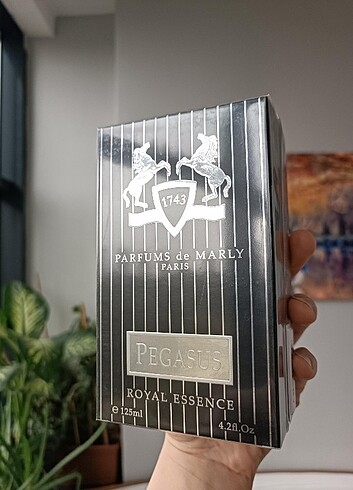 1743
PARFUMS de MARLY
PARIS
PEGASUS
ROYAL ESSENCE
℮ 125ml
4.2fl.Oz